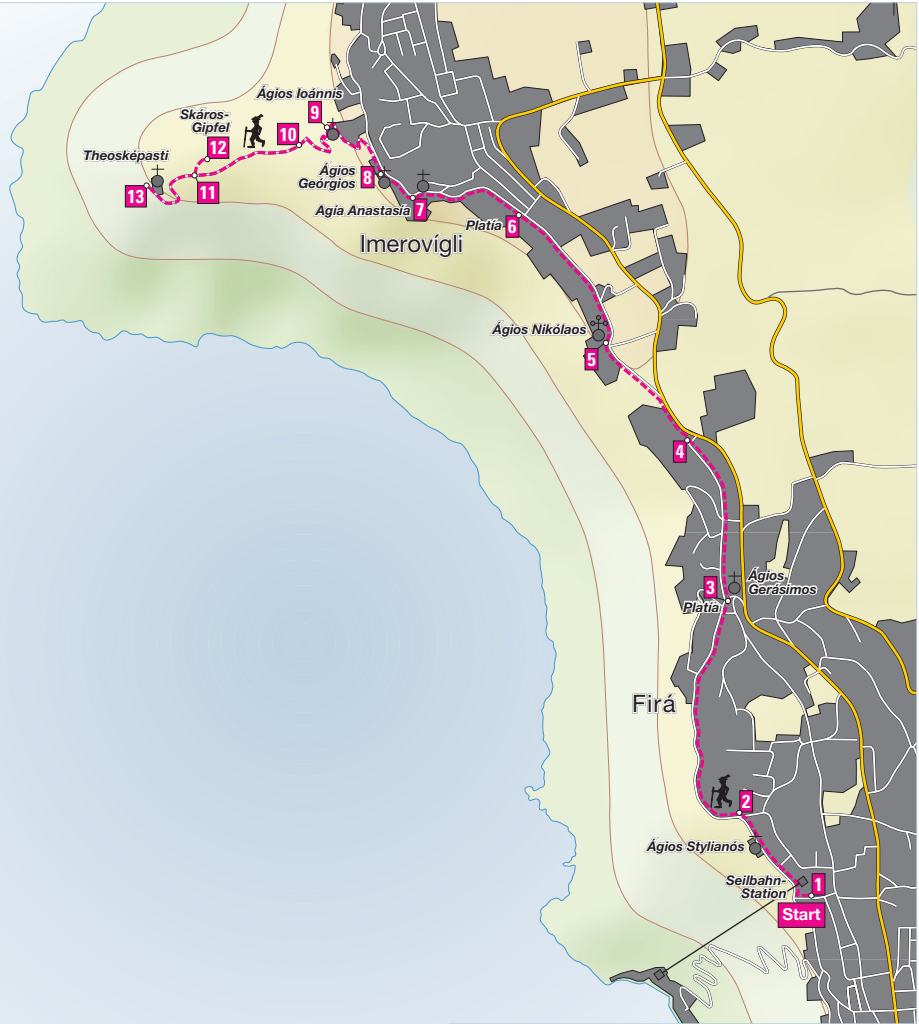 Ágios Ioánnis
9
Skáros-
Gipfel
10
12
Theosképasti
Ágios
Geórgios
8
13
11
Agía Anastasía
7
Platía
6
Imerovígli
Ágios Nikólaos
5
4
3
Ágios
Gerásimos
Platía
Firá
2
Ágios Stylianós
Seilbahn-
Station
1
Start